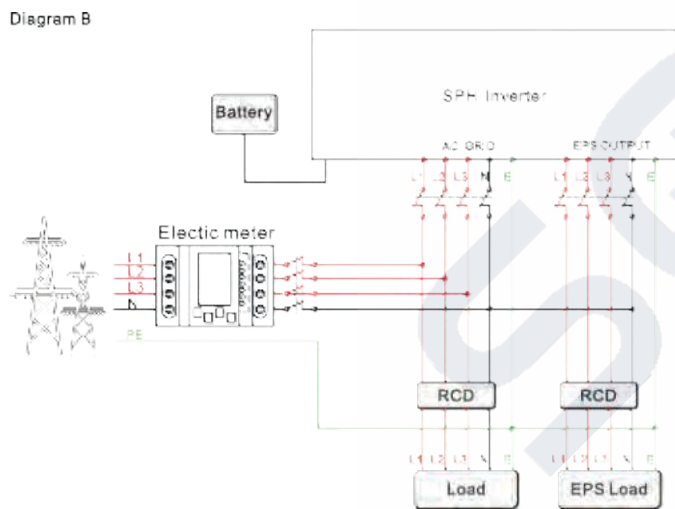 Diagram B
SPH Inverter
Battery
AC GRID
EPS OUTPUT
L1 L2 L3 N E
L1 L2 L3 N E
Electic meter
L1
L2
L3
N
PE
RCD
RCD
L1 L2 L3 N E
L1 L2 L3 N E
Load
EPS Load